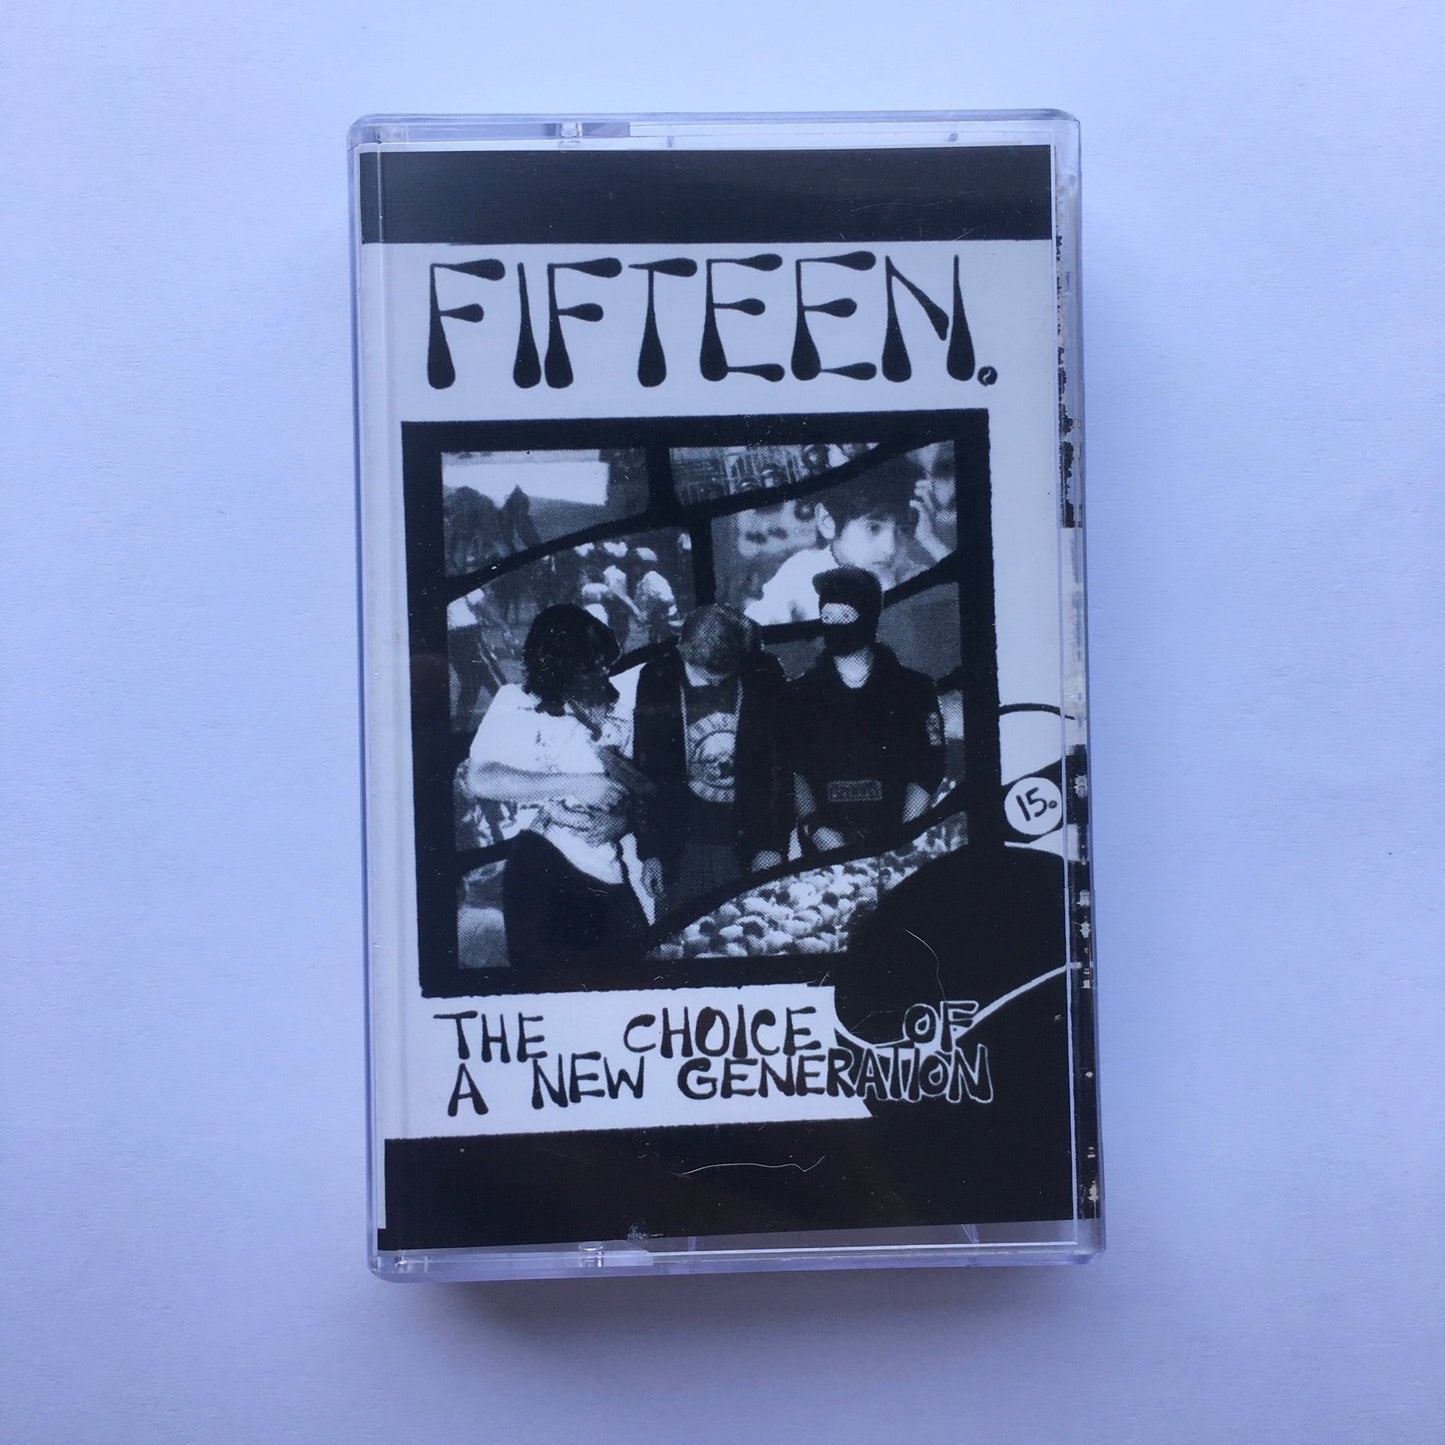 FIFTEEN.
15.
THE CHOICE OF
A NEW GENERATION